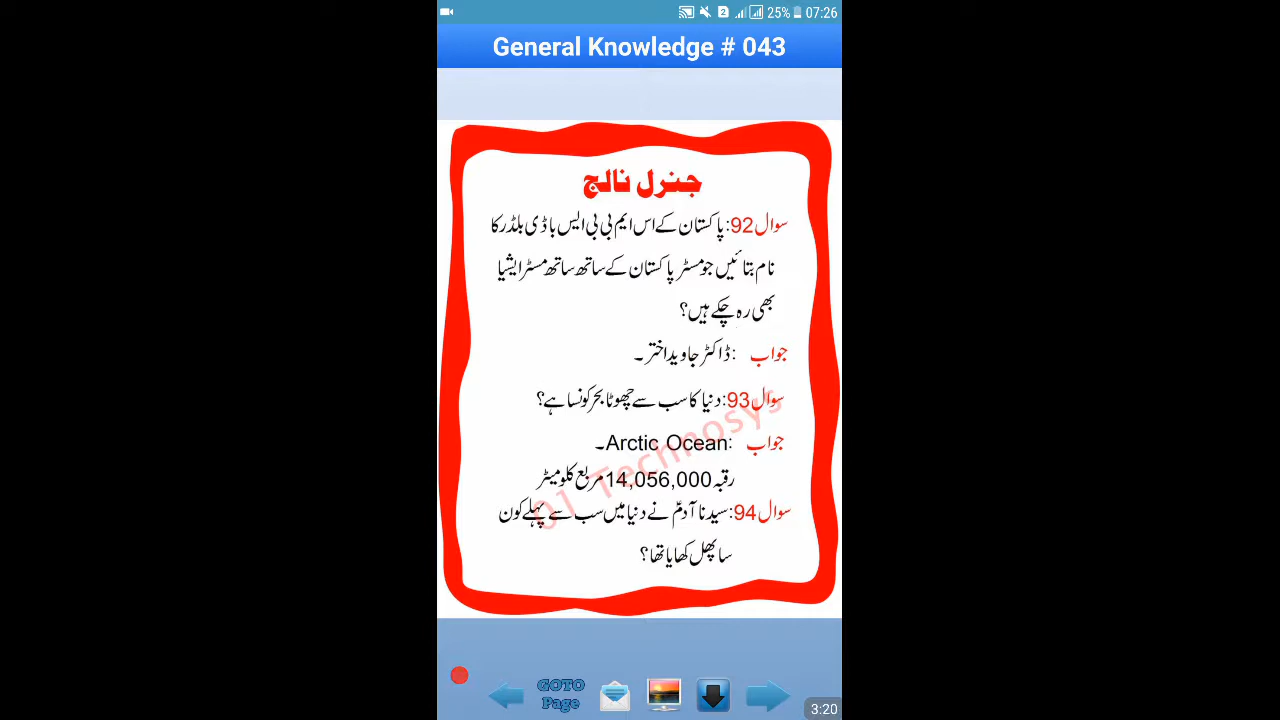 25% 07:26
General Knowledge # 043
جنرل نالج
سوال92:پاکستان کے اس ایم بی بی ایس باڈی بلڈر کا
نام بتائیں جو مسٹر پاکستان کے ساتھ ساتھ مسٹر ایشیا
بھی رہ چکے ہیں؟
جواب :ڈاکٹر جاوید اختر۔
سوال93:دنیا کا سب سے چھوٹا بحر کونسا ہے؟
جواب :Arctic Ocean۔
رقبہ 14,056,000 مربع کلومیٹر
سوال94:سیدنا آدمؑ نے دنیا میں سب سے پہلے کون
سا پھل کھایا تھا؟
01 Technosys
GOTO
Page
3:20